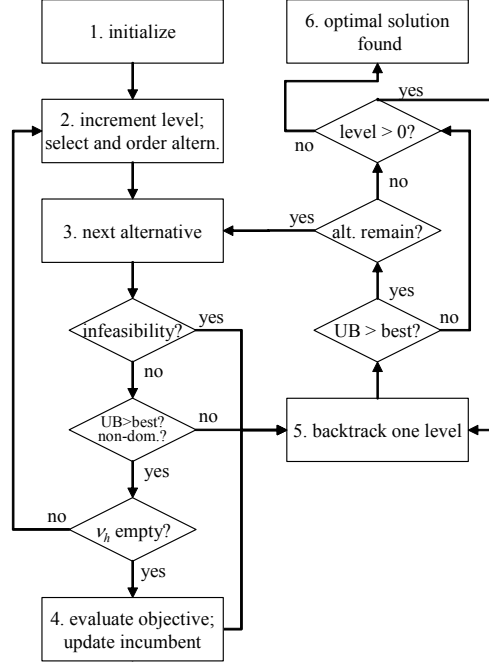 1. initialize
2. increment level;
select and order altern.
3. next alternative
infeasibility?
yes
no
UB>best?
non-dom.?
no
yes
no
νh empty?
yes
4. evaluate objective;
update incumbent
6. optimal solution
found
yes
level > 0?
no
no
yes
alt. remain?
yes
UB > best?
no
5. backtrack one level